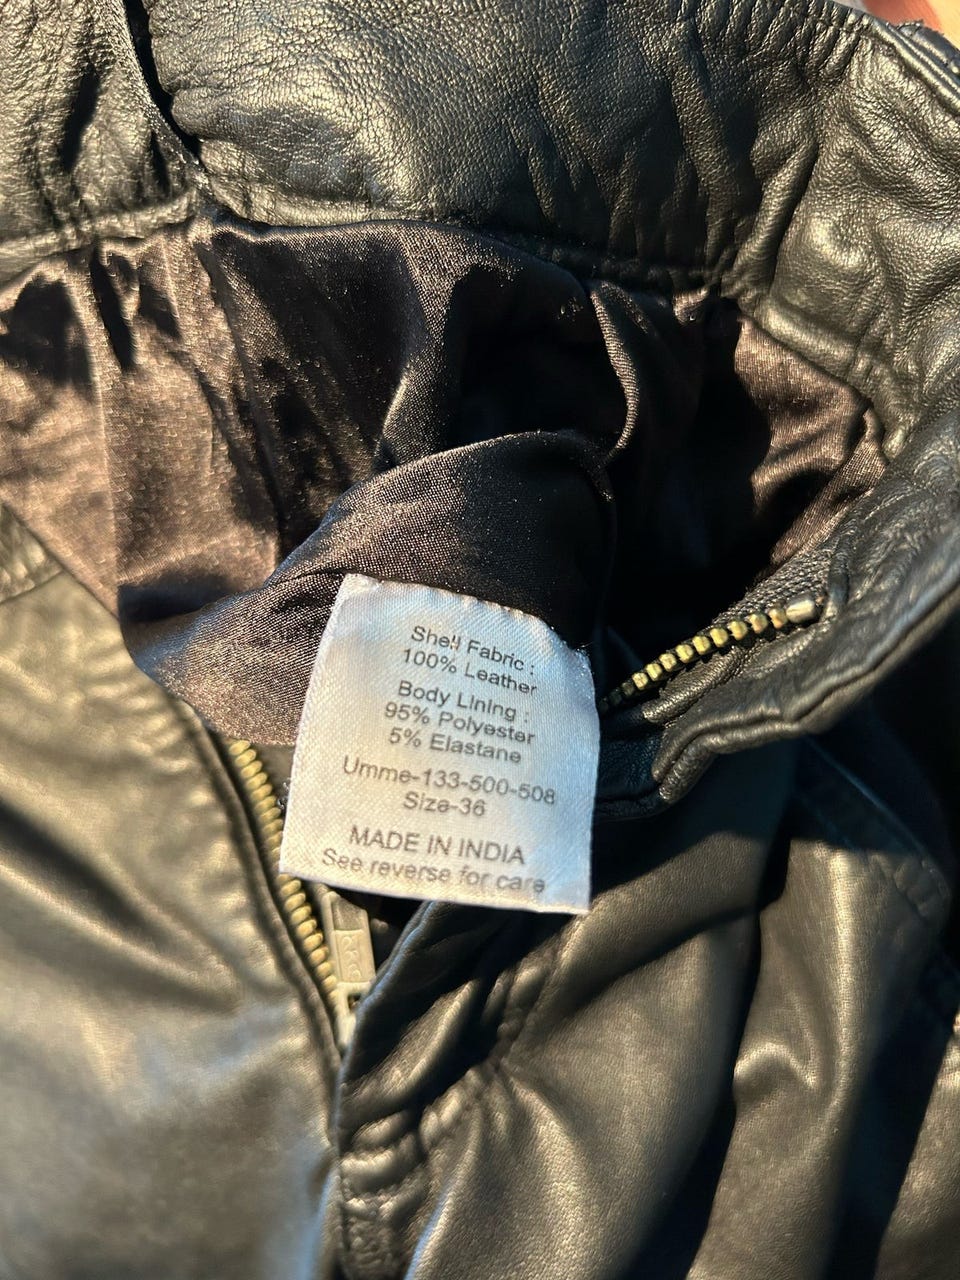 Shell Fabric :
100% Leather
Body Lining :
95% Polyester
5% Elastane
Umme-133-500-508
Size-36
MADE IN INDIA
See reverse for care